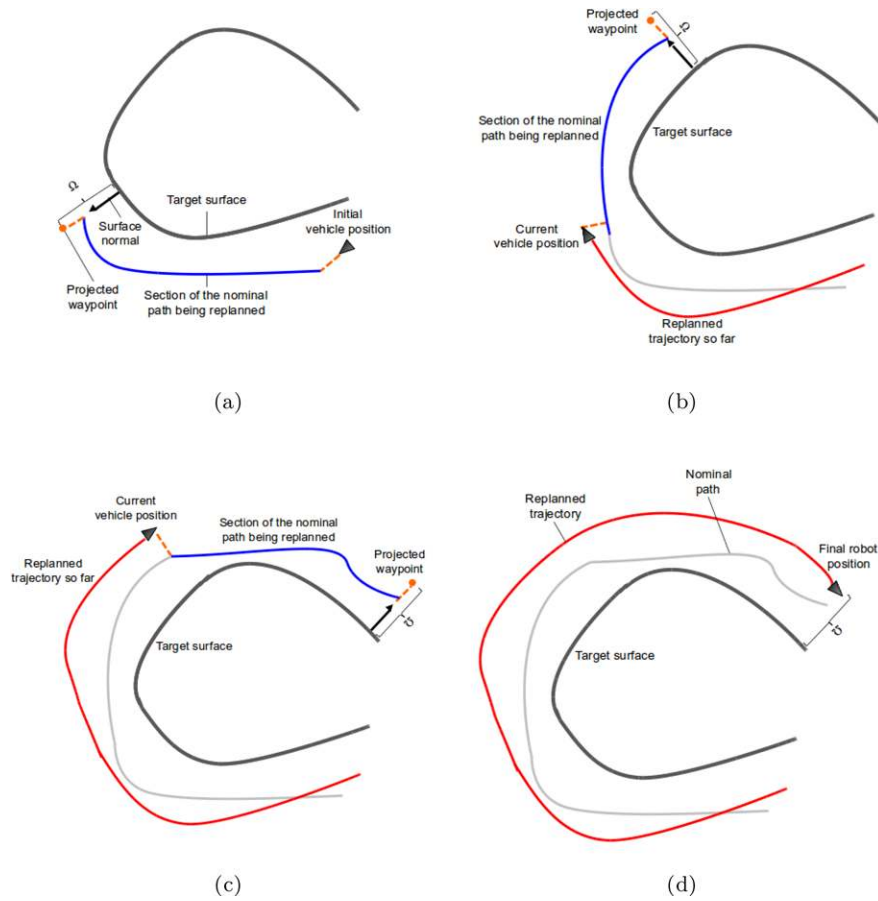 Ω
Target surface
Surface
normal
Initial
vehicle position
Projected
waypoint
Section of the nominal
path being replanned
(a)
Projected
waypoint
Ω
Section of the nominal
path being replanned
Target surface
Current
vehicle position
Replanned
trajectory so far
(b)
Current
vehicle position
Section of the nominal
path being replanned
Replanned
trajectory so far
Projected
waypoint
Ω
Target surface
(c)
Nominal
path
Replanned
trajectory
Final robot
position
Ω
Target surface
(d)